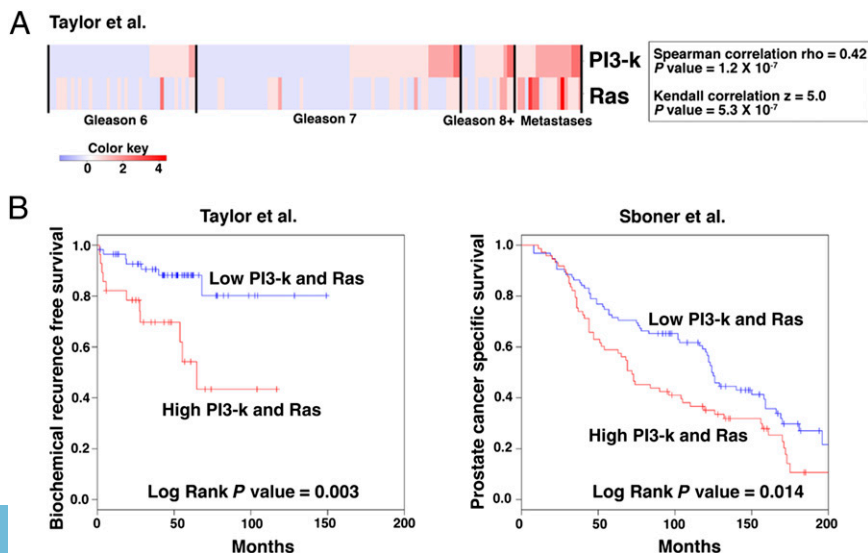 A
Taylor et al.
PI3-k
Ras
Gleason 6
Gleason 7
Gleason 8+
Metastases
Spearman correlation rho = 0.42
P value = 1.2 X 10-7
Kendall correlation z = 5.0
P value = 5.3 X 10-7
Color key
0 2 4
B
Taylor et al.
Biochemical recurence free survival
1.0
0.8
0.6
0.4
0.2
0.0
Low PI3-k and Ras
High PI3-k and Ras
Log Rank P value = 0.003
0 50 100 150 200
Months
Sboner et al.
Prostate cancer specific survival
1.0
0.8
0.6
0.4
0.2
0.0
Low PI3-k and Ras
High PI3-k and Ras
Log Rank P value = 0.014
0 50 100 150 200
Months